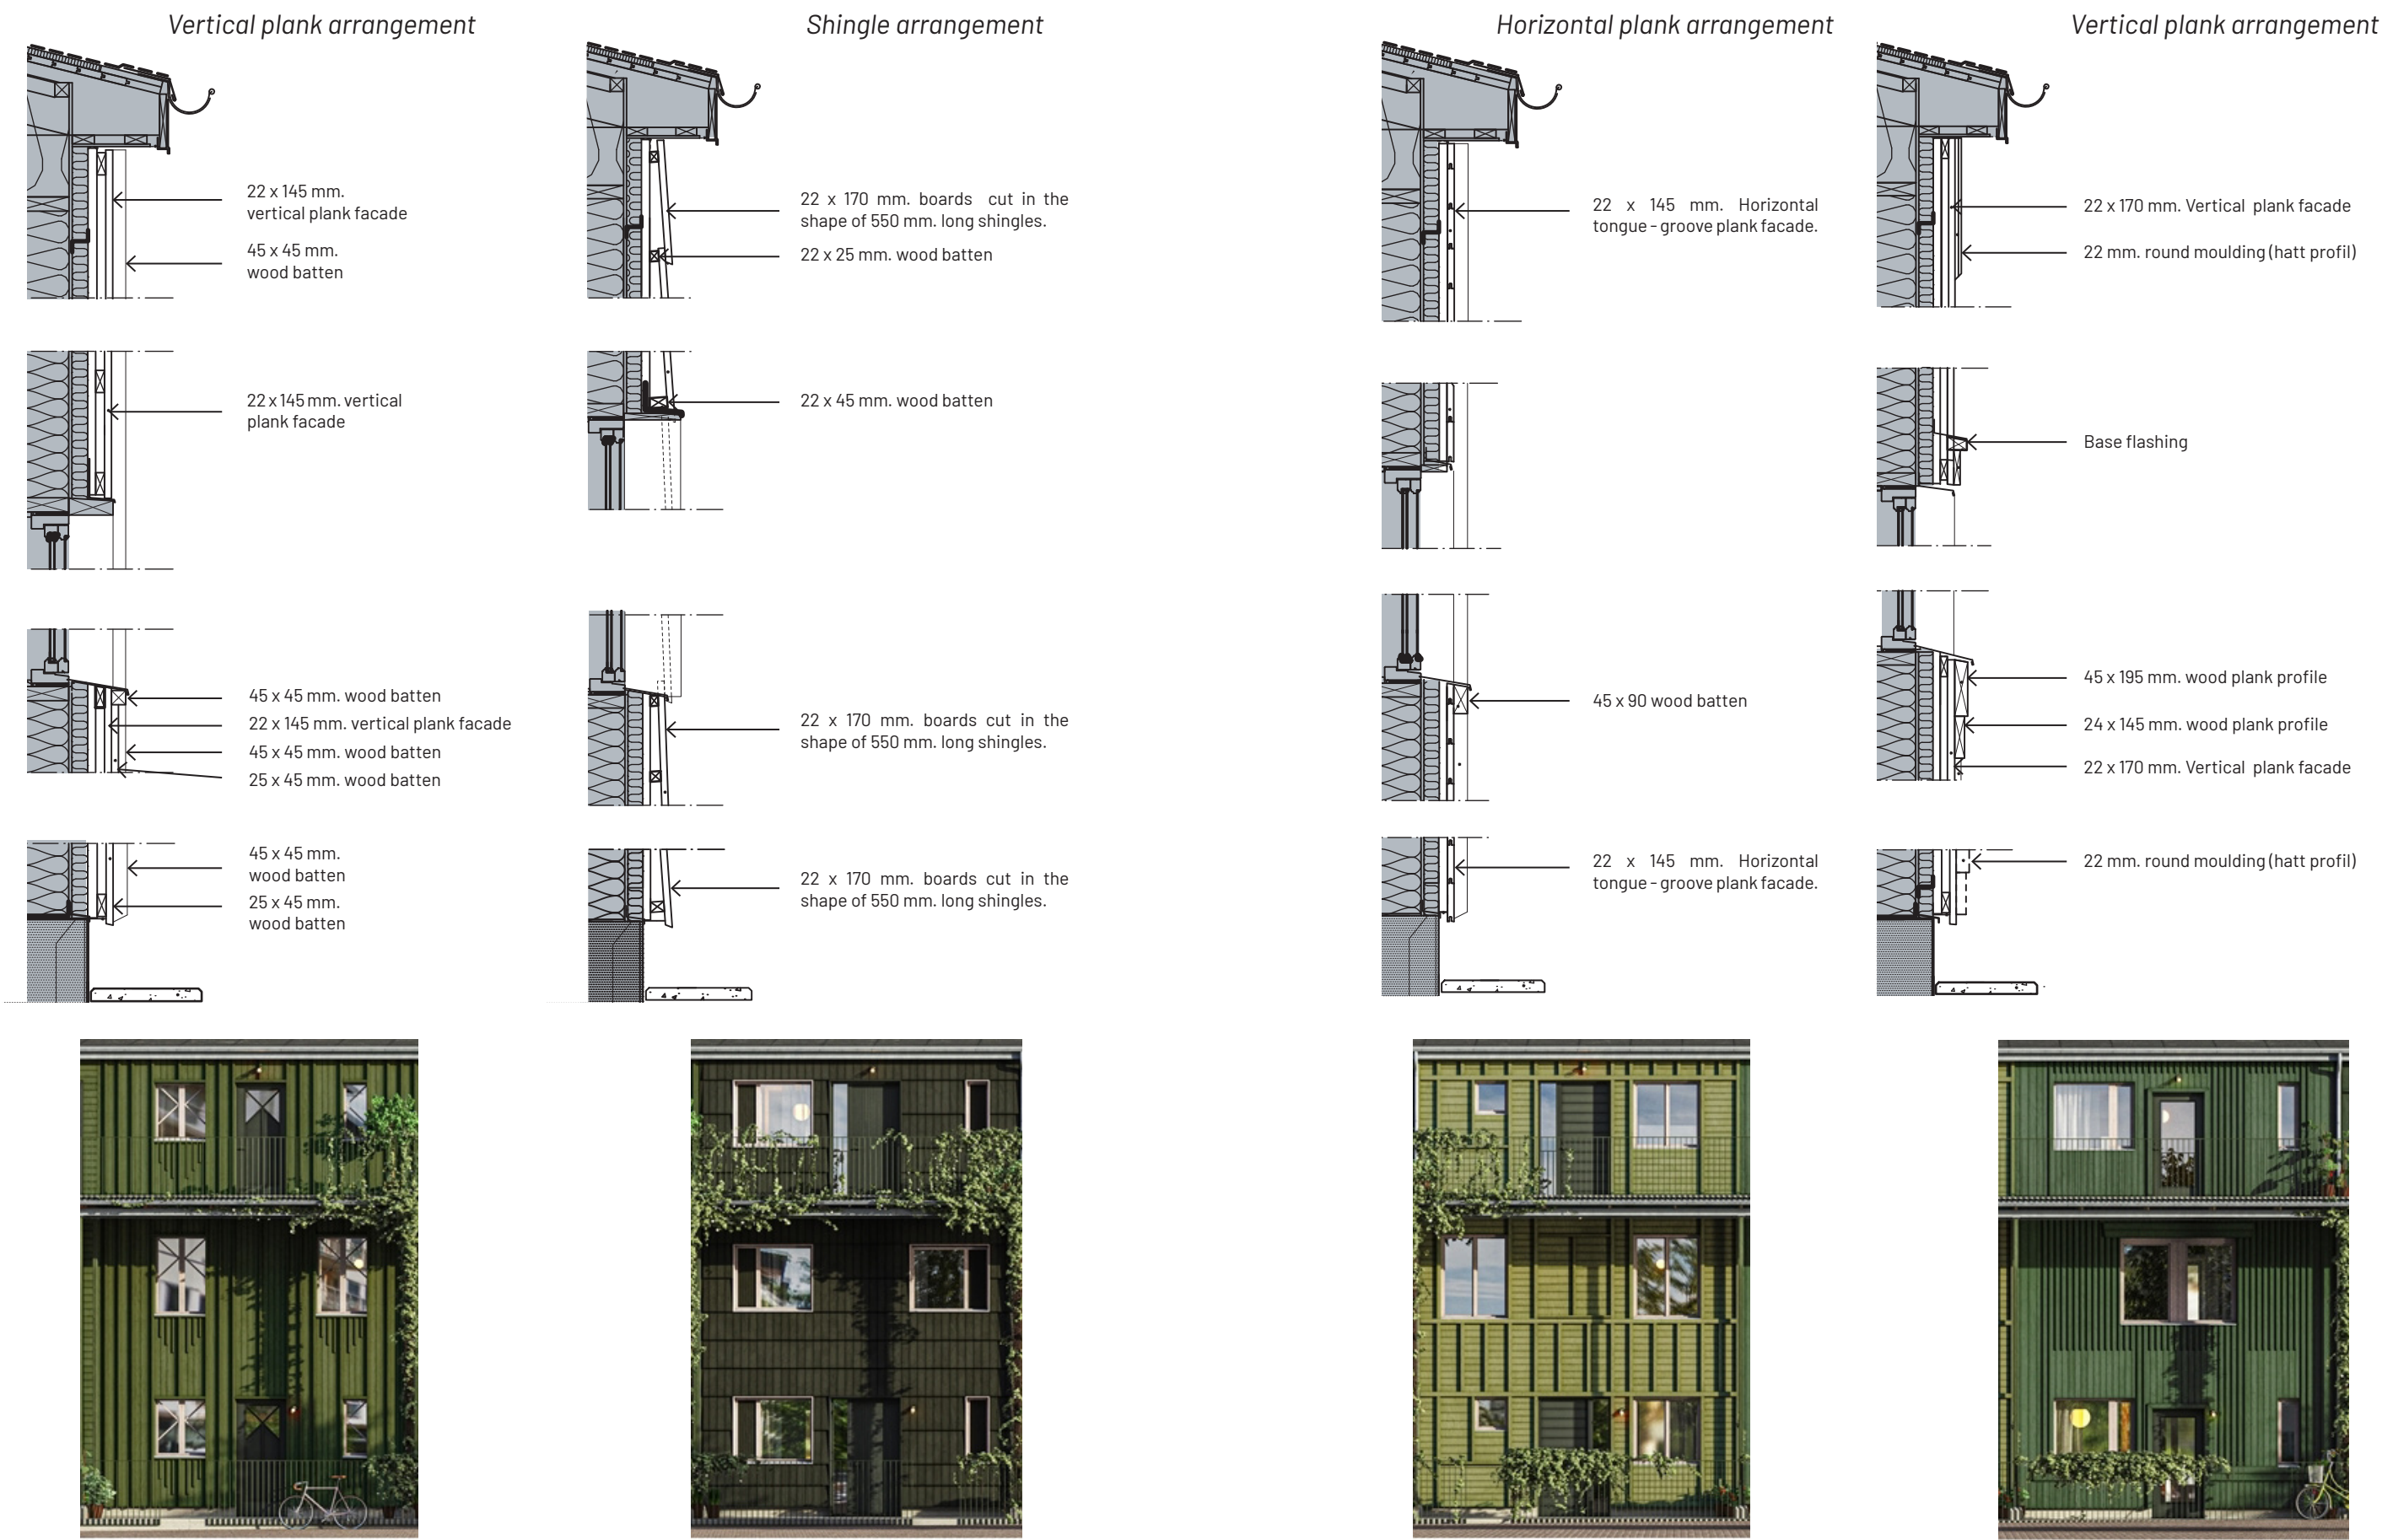 Vertical plank arrangement
22 x 145 mm.
vertical plank facade
45 x 45 mm.
wood batten
22 x 145 mm. vertical
plank facade
45 x 45 mm. wood batten
22 x 145 mm. vertical plank facade
45 x 45 mm. wood batten
25 x 45 mm. wood batten
45 x 45 mm.
wood batten
25 x 45 mm.
wood batten
Shingle arrangement
22 x 170 mm. boards cut in the
shape of 550 mm. long shingles.
22 x 25 mm. wood batten
22 x 45 mm. wood batten
22 x 170 mm. boards cut in the
shape of 550 mm. long shingles.
22 x 170 mm. boards cut in the
shape of 550 mm. long shingles.
Horizontal plank arrangement
22 x 145 mm. Horizontal
tongue - groove plank facade.
45 x 90 wood batten
22 x 145 mm. Horizontal
tongue - groove plank facade.
Vertical plank arrangement
22 x 170 mm. Vertical plank facade
22 mm. round moulding (hatt profil)
Base flashing
45 x 195 mm. wood plank profile
24 x 145 mm. wood plank profile
22 x 170 mm. Vertical plank facade
22 mm. round moulding (hatt profil)